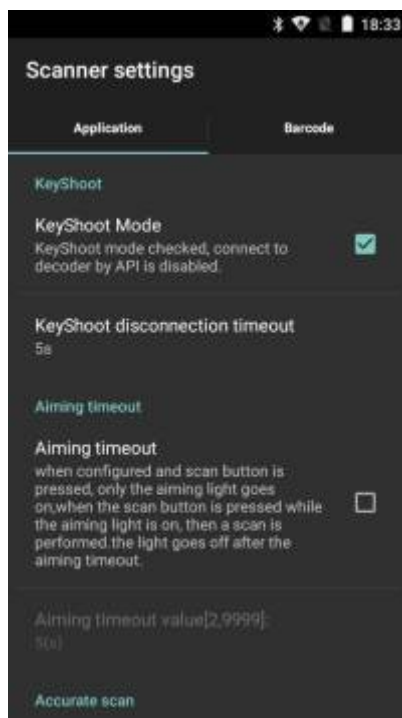 18:33
Scanner settings
Application
Barcode
KeyShoot
KeyShoot Mode
KeyShoot mode checked, connect to
decoder by API is disabled.
KeyShoot disconnection timeout
5s
Aiming timeout
Aiming timeout
when configured and scan button is
pressed, only the aiming light goes
on,when the scan button is pressed while
the aiming light is on, then a scan is
performed.the light goes off after the
aiming timeout.
Aiming timeout value[2,9999]:
5(s)
Accurate scan